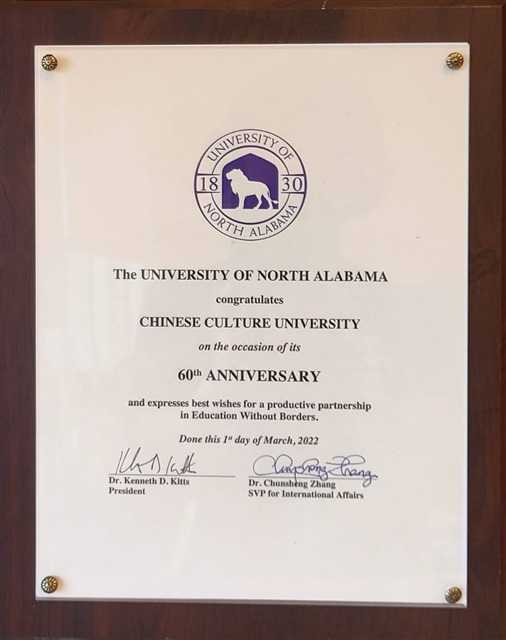 UNIVERSITY OF
18 30
NORTH ALABAMA
The UNIVERSITY OF NORTH ALABAMA
congratulates
CHINESE CULTURE UNIVERSITY
on the occasion of its
60th ANNIVERSARY
and expresses best wishes for a productive partnership
in Education Without Borders.
Done this 1st day of March, 2022
Chunsheng Zhang
Dr. Kenneth D. Kitts
President
Dr. Chunsheng Zhang
SVP for International Affairs